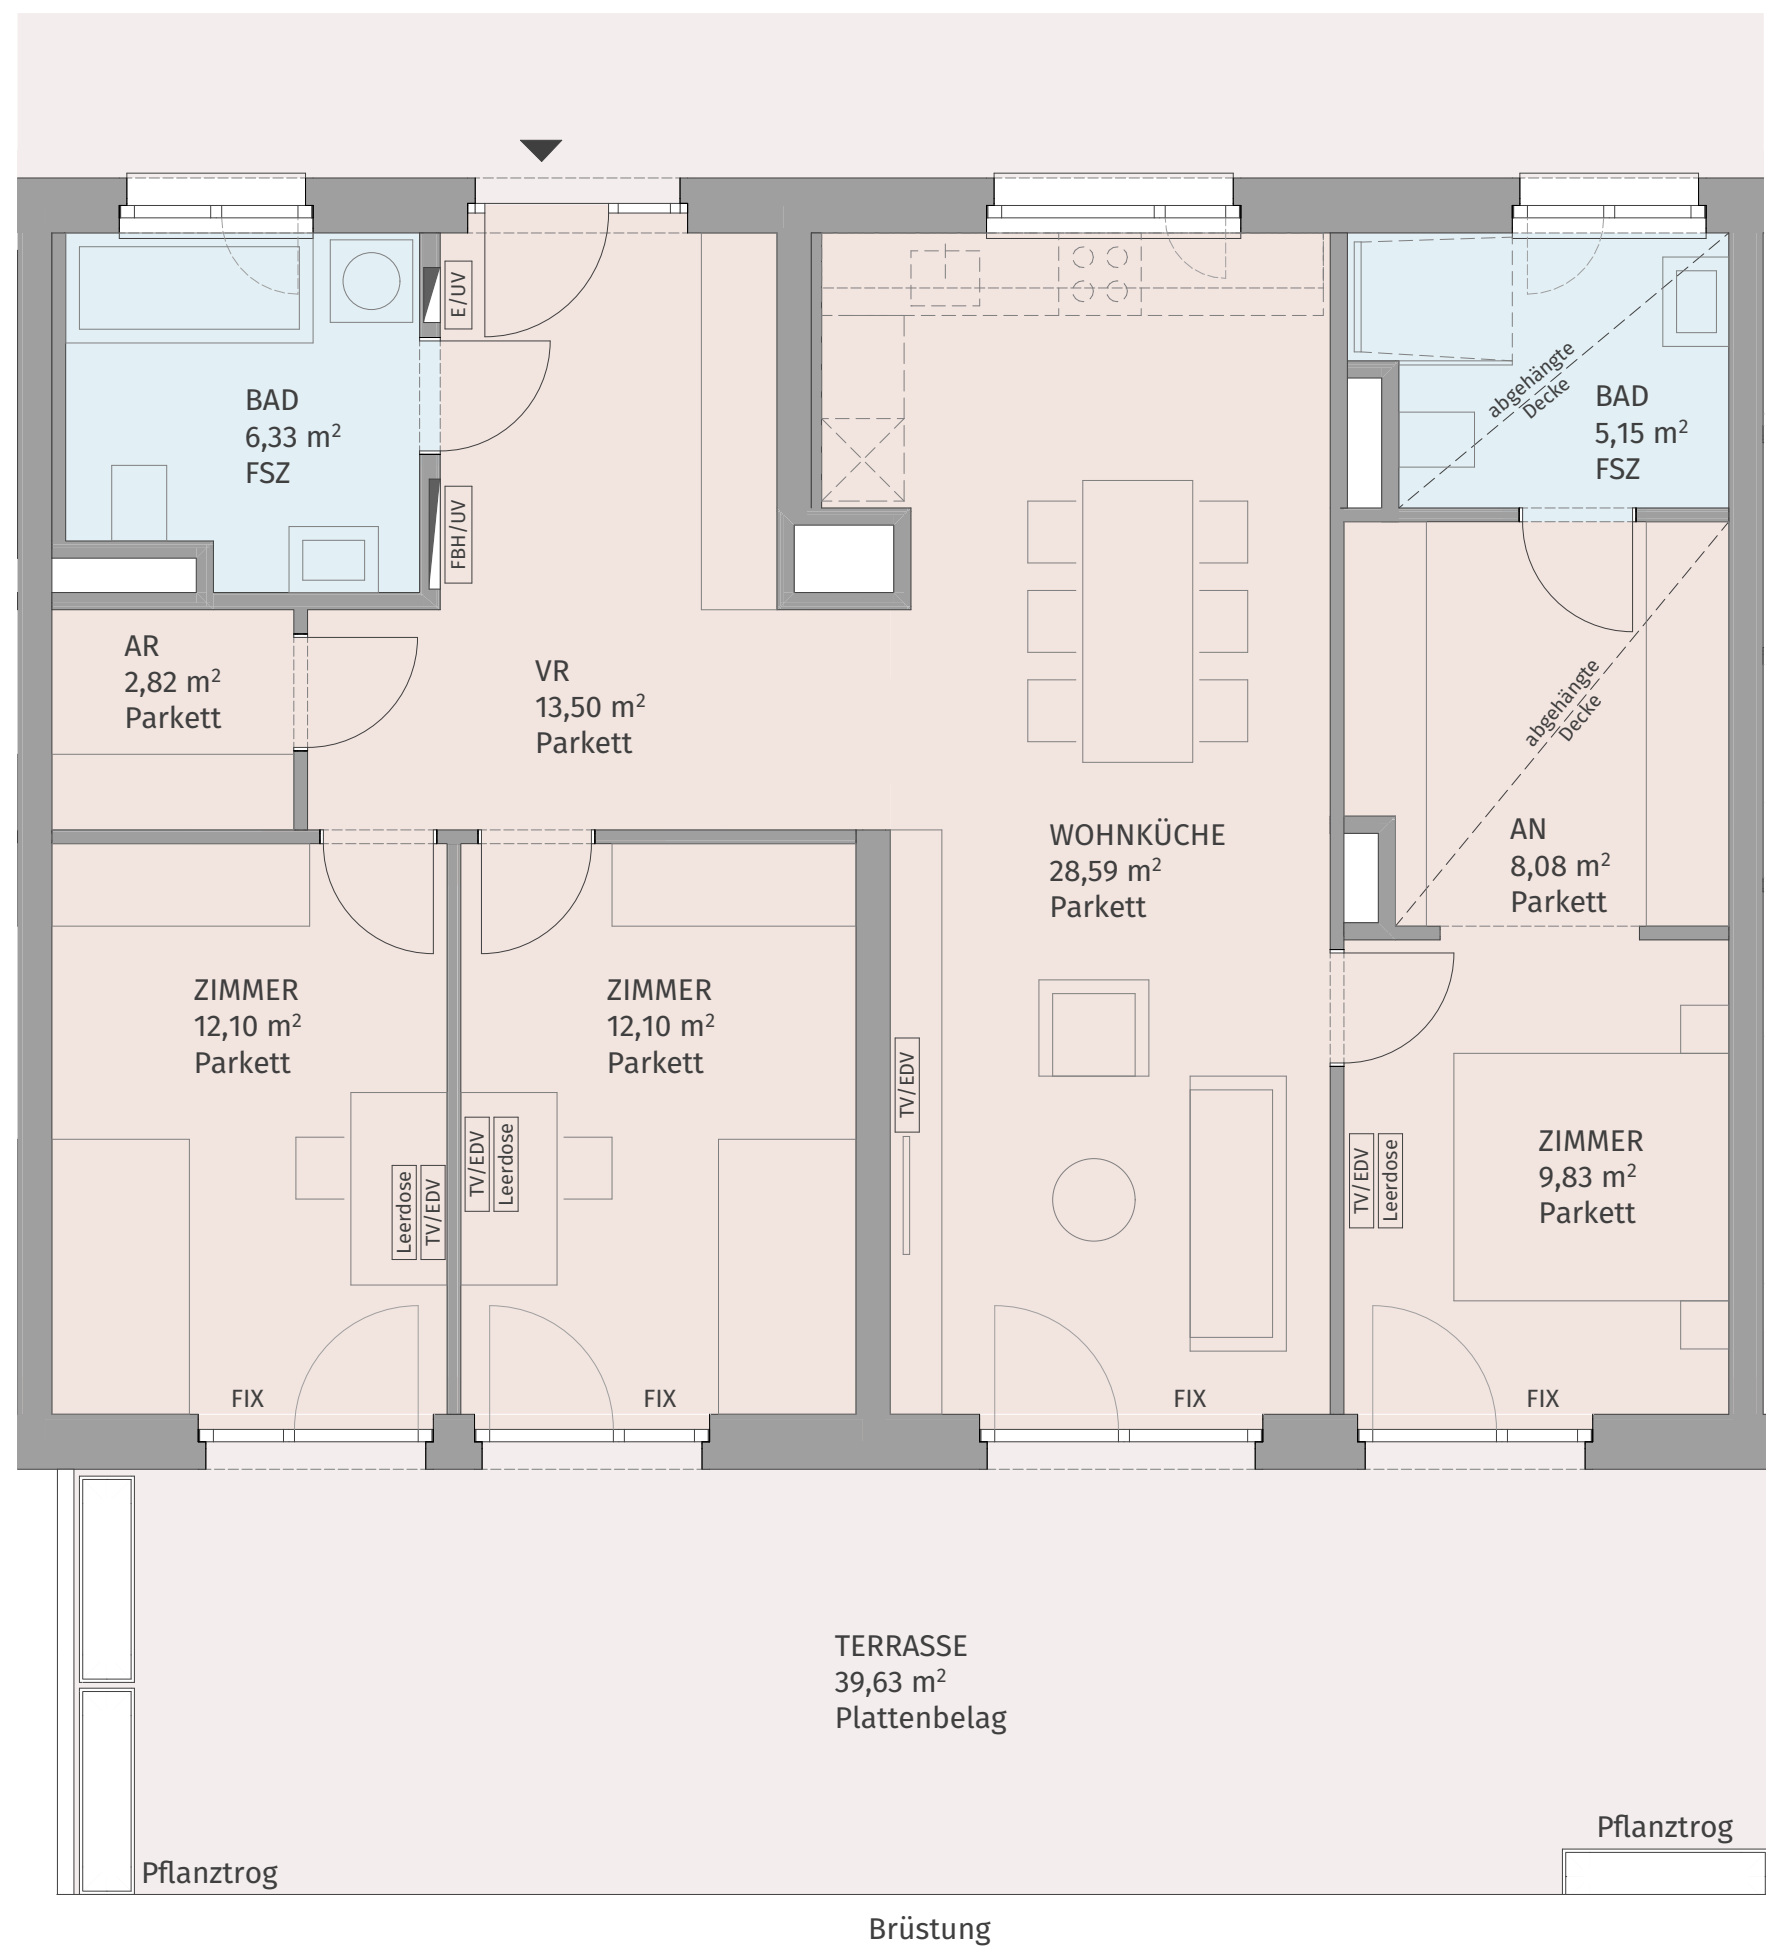 E/UV
BAD
6,33 m²
FSZ
FBH/UV
abgehängte
Decke
BAD
5,15 m²
FSZ
AR
2,82 m²
Parkett
VR
13,50 m²
Parkett
abgehängte
Decke
WOHNKÜCHE
28,59 m²
Parkett
AN
8,08 m²
Parkett
ZIMMER
12,10 m²
Parkett
ZIMMER
12,10 m²
Parkett
TV/EDV
Leerdose
TV/EDV
TV/EDV
Leerdose
TV/EDV
Leerdose
ZIMMER
9,83 m²
Parkett
FIX
FIX
FIX
FIX
TERRASSE
39,63 m²
Plattenbelag
Pflanztrog
Pflanztrog
Brüstung